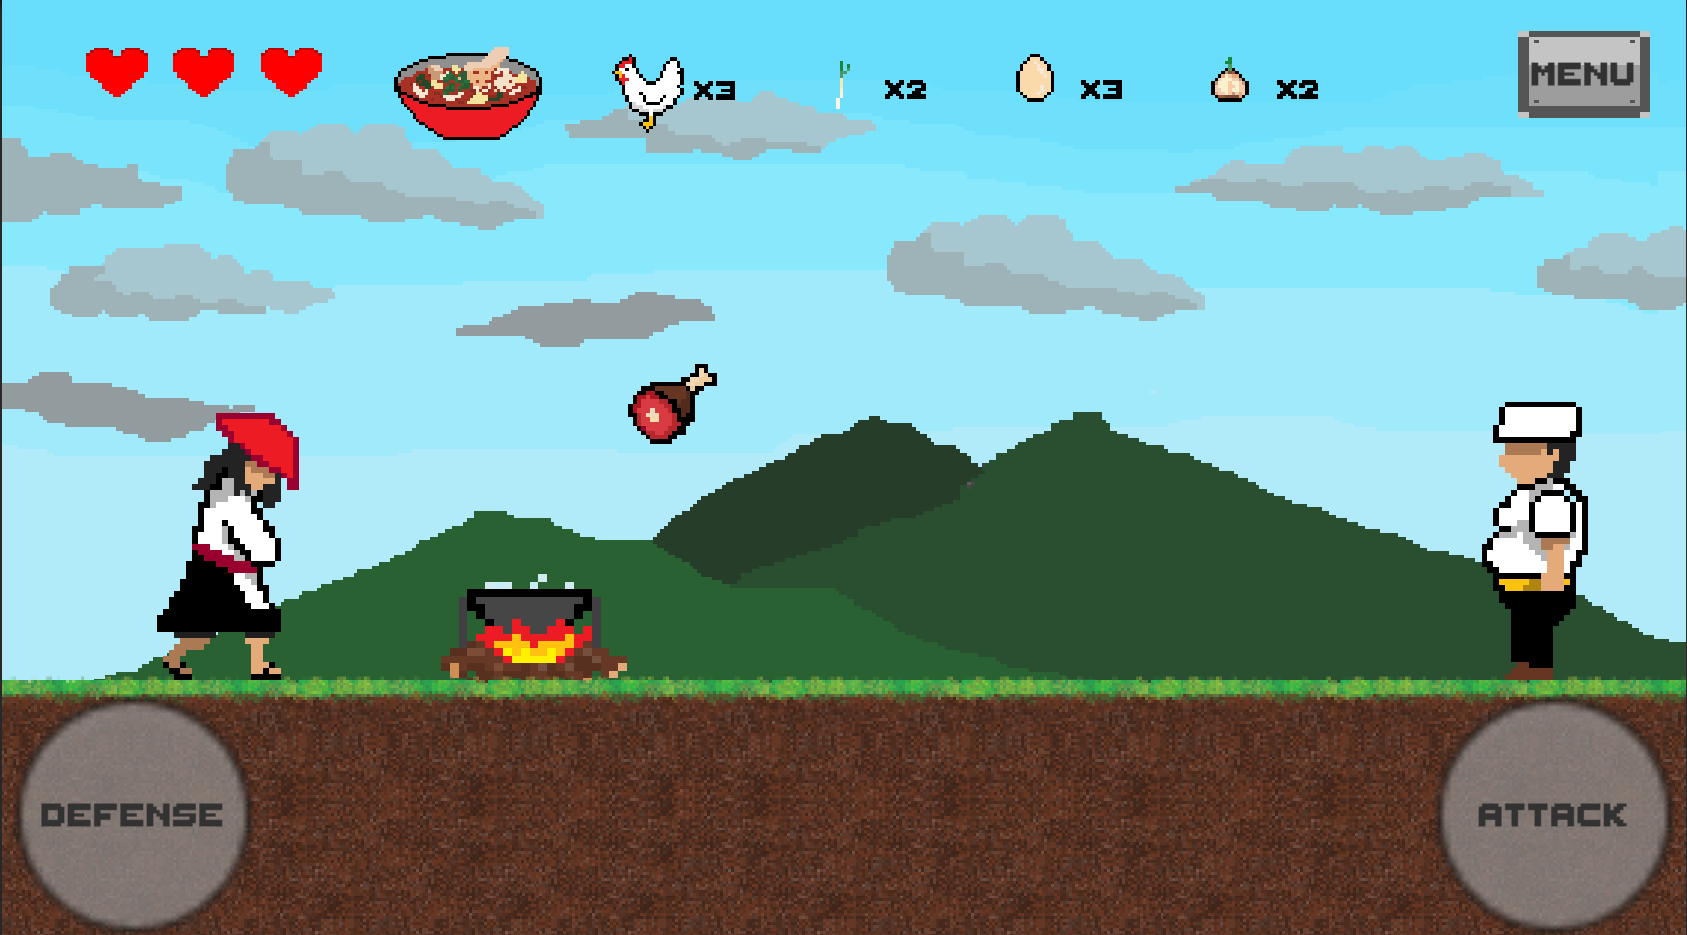 x3
x2
x3
x2
MENU
DEFENSE
ATTACK